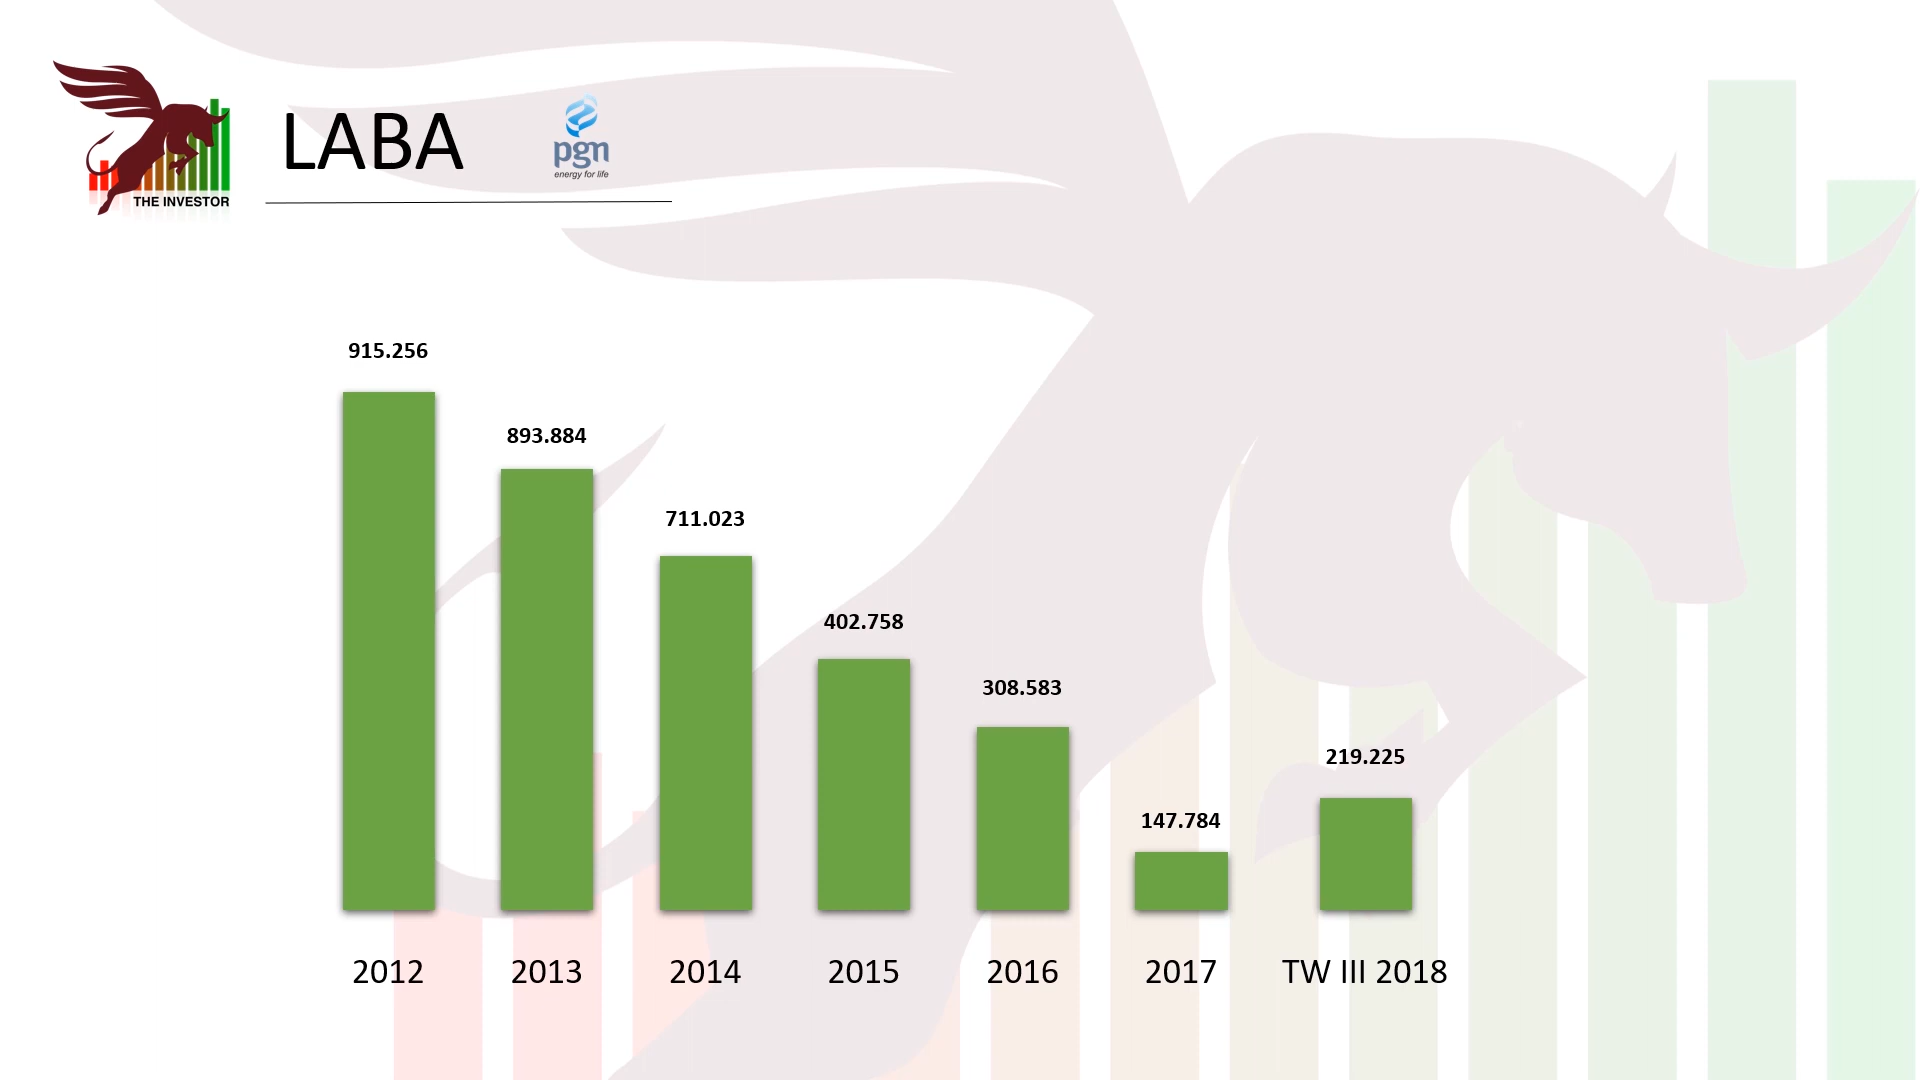 THE INVESTOR
LABA
pgn
energy for life
915.256
893.884
711.023
402.758
308.583
147.784
219.225
2012
2013
2014
2015
2016
2017
TW III 2018